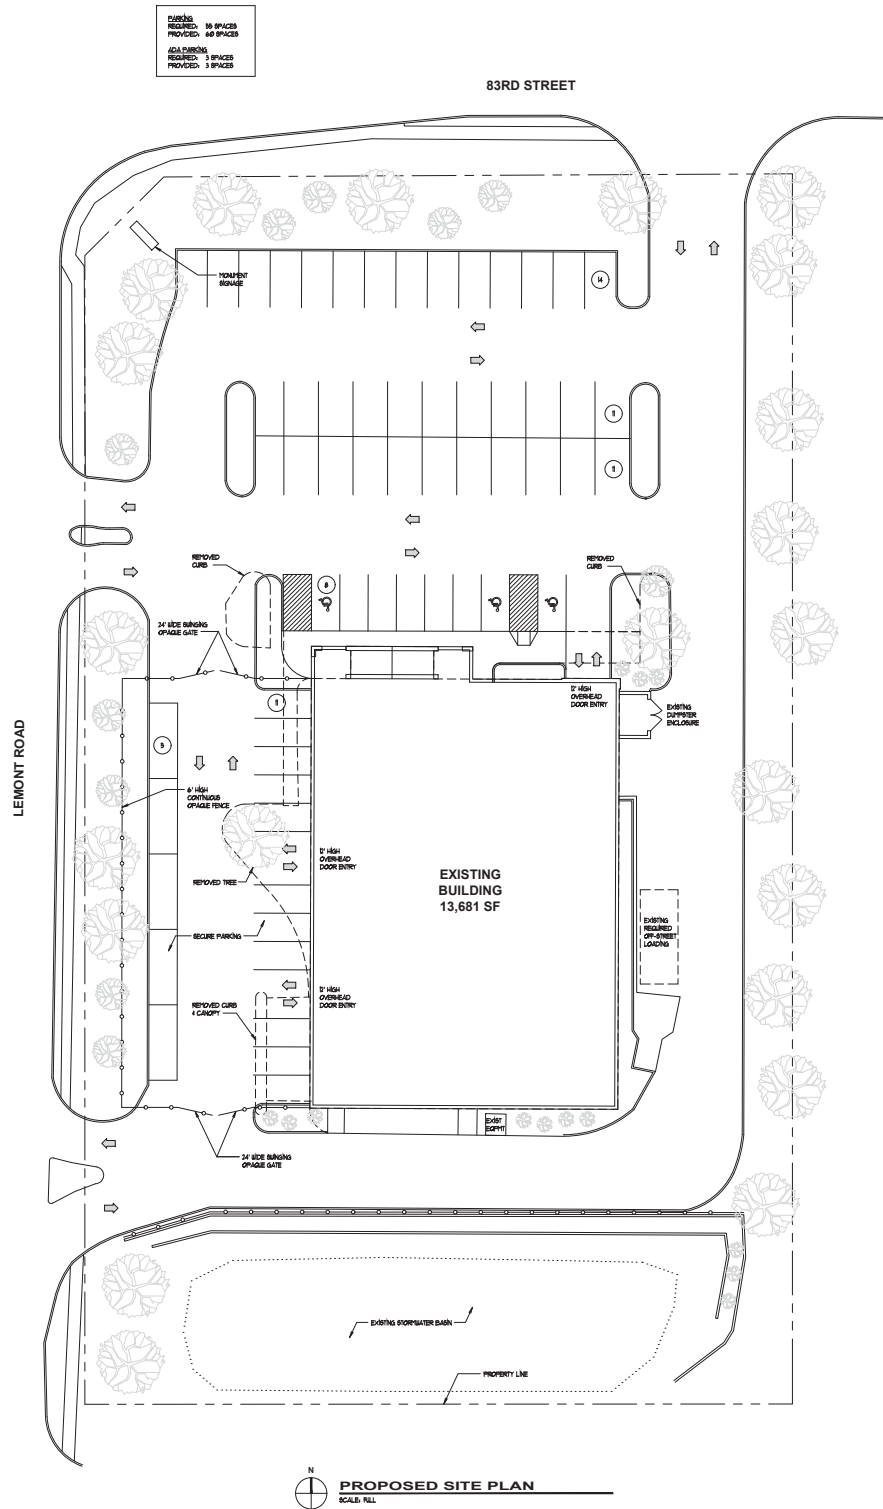 PARKING
REQUIRED: 55 SPACES
PROVIDED: 60 SPACES
ADA PARKING
REQUIRED: 3 SPACES
PROVIDED: 3 SPACES
83RD STREET
MONUMENT
SIGNAGE
14
11
11
REMOVED
CURB
8
REMOVED
CURB
24' WIDE SWINGING
OPAQUE GATE
11
12' HIGH
OVERHEAD
DOOR ENTRY
EXISTING
DUMPSTER
ENCLOSURE
LEMONT ROAD
5
6' HIGH
CONTINUOUS
OPAQUE FENCE
12' HIGH
OVERHEAD
DOOR ENTRY
REMOVED TREE
EXISTING
BUILDING
13,681 SF
SECURE PARKING
EXISTING
REQUIRED
OFF-STREET
LOADING
12' HIGH
OVERHEAD
DOOR ENTRY
REMOVED CURB
& CANOPY
EXIST
EQPMT
24' WIDE SWINGING
OPAQUE GATE
EXISTING STORMWATER BASIN
PROPERTY LINE
N
PROPOSED SITE PLAN
SCALE: FULL